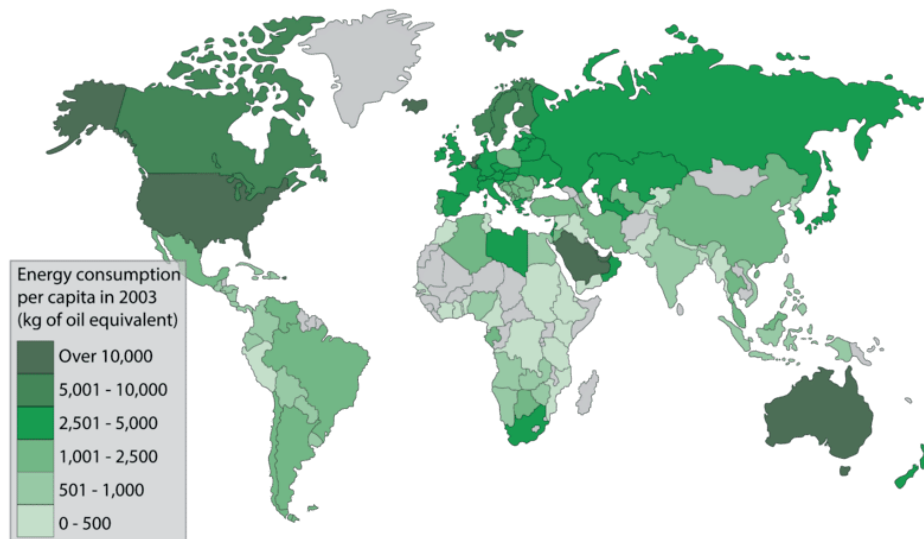 Energy consumption
per capita in 2003
(kg of oil equivalent)
Over 10,000
5,001 - 10,000
2,501 - 5,000
1,001 - 2,500
501 - 1,000
0 - 500